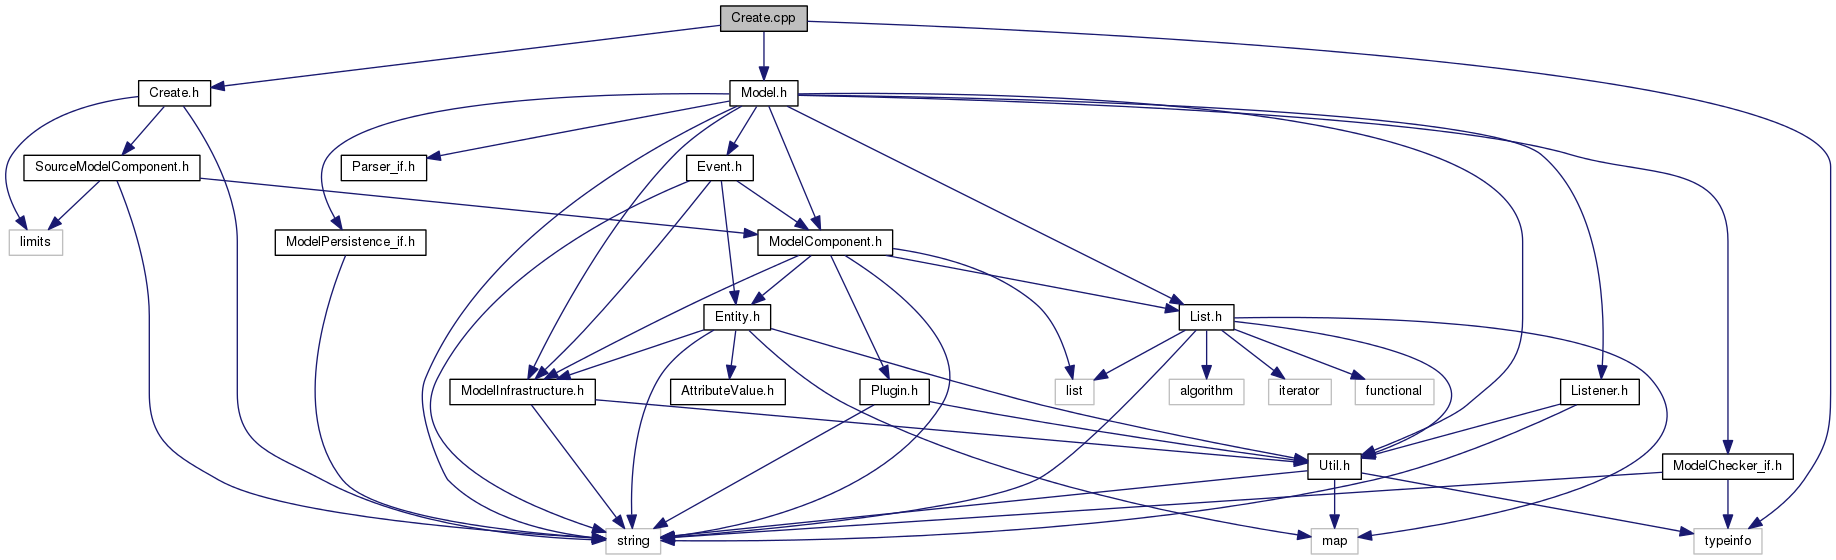 Create.cpp
Create.h
Model.h
SourceModelComponent.h
Parser_if.h
Event.h
limits
ModelPersistence_if.h
ModelComponent.h
Entity.h
List.h
ModelInfrastructure.h
AttributeValue.h
Plugin.h
list
algorithm
iterator
functional
Listener.h
Util.h
ModelChecker_if.h
string
map
typeinfo